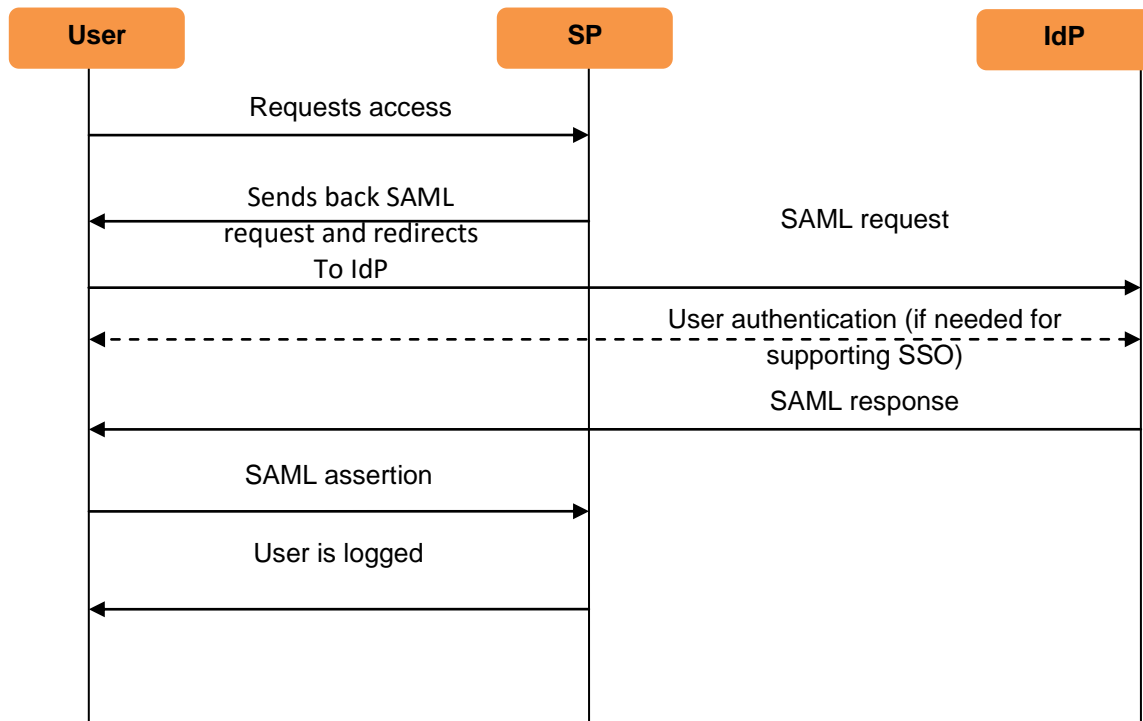 User
SP
IdP
Requests access
Sends back SAML
request and redirects
To IdP
SAML request
User authentication (if needed for
supporting SSO)
SAML response
SAML assertion
User is logged